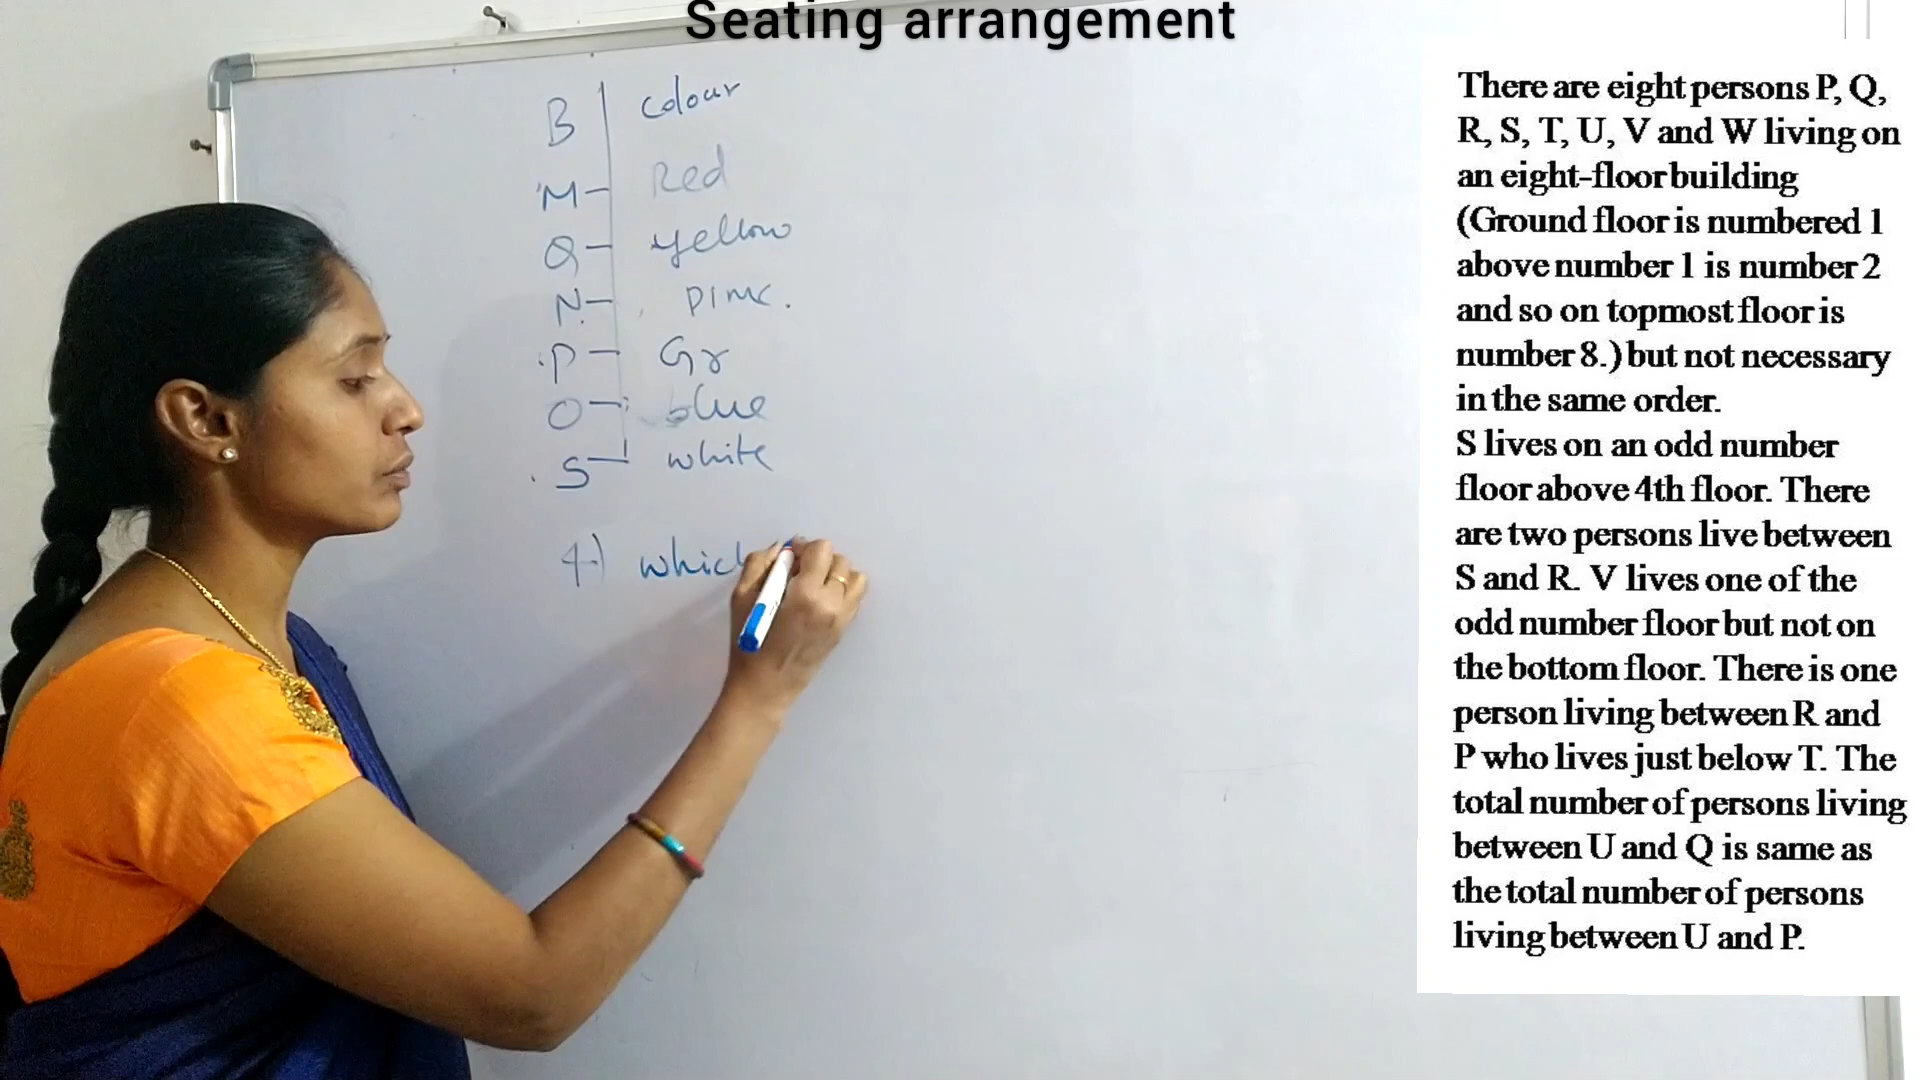 Seating arrangement
B colour
M - Red
Q - yellow
N - pink.
P - Gr
O - blue
S - white
4) which
There are eight persons P, Q,
R, S, T, U, V and W living on
an eight-floor building
(Ground floor is numbered 1
above number 1 is number 2
and so on topmost floor is
number 8.) but not necessary
in the same order.
S lives on an odd number
floor above 4th floor. There
are two persons live between
S and R. V lives one of the
odd number floor but not on
the bottom floor. There is one
person living between R and
P who lives just below T. The
total number of persons living
between U and Q is same as
the total number of persons
living between U and P.